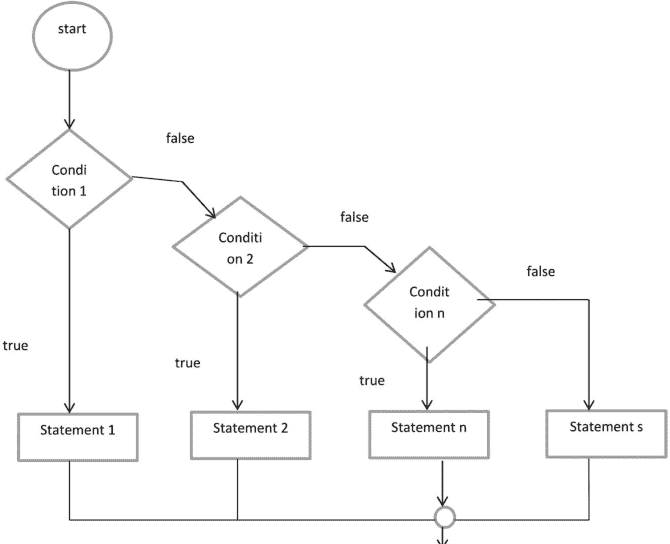 start
false
Condi
tion 1
false
Conditi
on 2
false
Condit
ion n
true
true
true
Statement 1
Statement 2
Statement n
Statement s